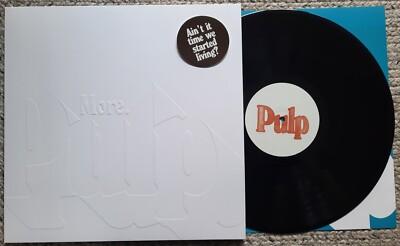 Ain't it
time we
started
living?
More.
Pulp
Pulp